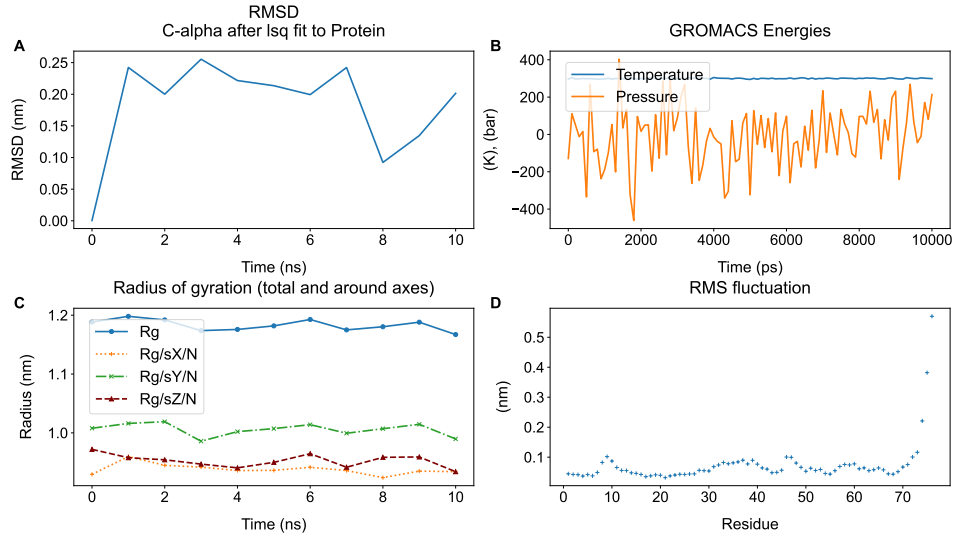 A
RMSD
C-alpha after lsq fit to Protein
RMSD (nm)
0.25
0.20
0.15
0.10
0.05
0.00
0 2 4 6 8 10
Time (ns)
B
GROMACS Energies
(K), (bar)
400
200
0
−200
−400
Temperature
Pressure
0 2000 4000 6000 8000 10000
Time (ps)
C
Radius of gyration (total and around axes)
Radius (nm)
1.2
1.0
Rg
Rg/sX/N
Rg/sY/N
Rg/sZ/N
0 2 4 6 8 10
Time (ns)
D
RMS fluctuation
(nm)
0.5
0.4
0.3
0.2
0.1
0 10 20 30 40 50 60 70
Residue